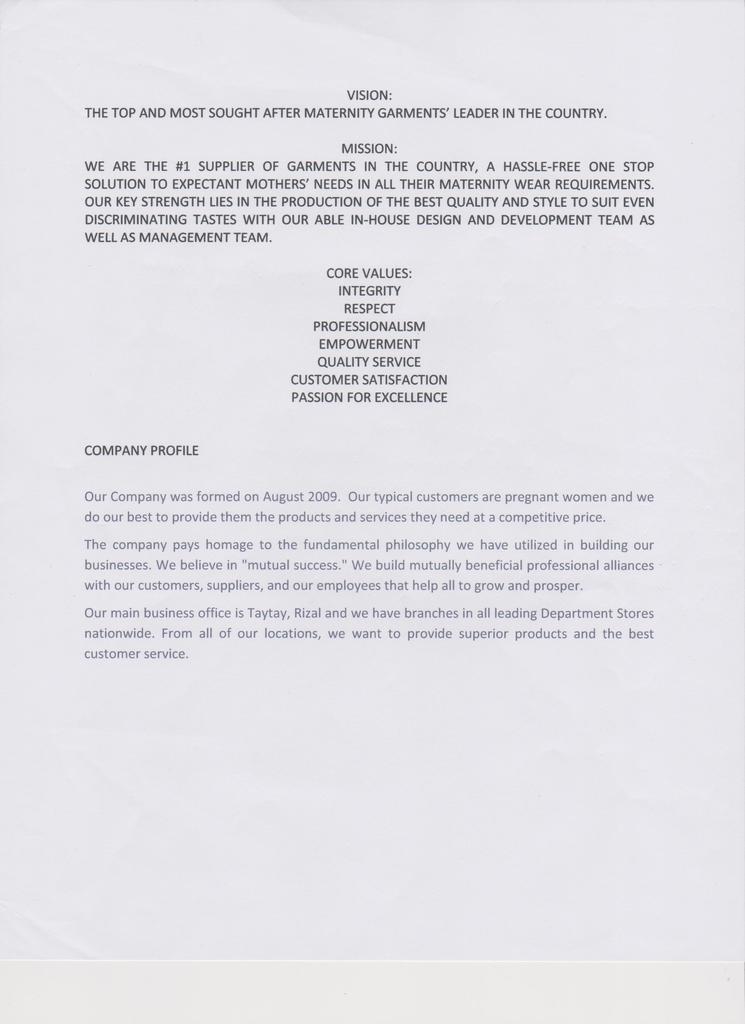 VISION:
THE TOP AND MOST SOUGHT AFTER MATERNITY GARMENTS’ LEADER IN THE COUNTRY.
MISSION:
WE ARE THE #1 SUPPLIER OF GARMENTS IN THE COUNTRY, A HASSLE-FREE ONE STOP
SOLUTION TO EXPECTANT MOTHERS’ NEEDS IN ALL THEIR MATERNITY WEAR REQUIREMENTS.
OUR KEY STRENGTH LIES IN THE PRODUCTION OF THE BEST QUALITY AND STYLE TO SUIT EVEN
DISCRIMINATING TASTES WITH OUR ABLE IN-HOUSE DESIGN AND DEVELOPMENT TEAM AS
WELL AS MANAGEMENT TEAM.
CORE VALUES:
INTEGRITY
RESPECT
PROFESSIONALISM
EMPOWERMENT
QUALITY SERVICE
CUSTOMER SATISFACTION
PASSION FOR EXCELLENCE
COMPANY PROFILE
Our Company was formed on August 2009. Our typical customers are pregnant women and we
do our best to provide them the products and services they need at a competitive price.
The company pays homage to the fundamental philosophy we have utilized in building our
businesses. We believe in "mutual success." We build mutually beneficial professional alliances
with our customers, suppliers, and our employees that help all to grow and prosper.
Our main business office is Taytay, Rizal and we have branches in all leading Department Stores
nationwide. From all of our locations, we want to provide superior products and the best
customer service.